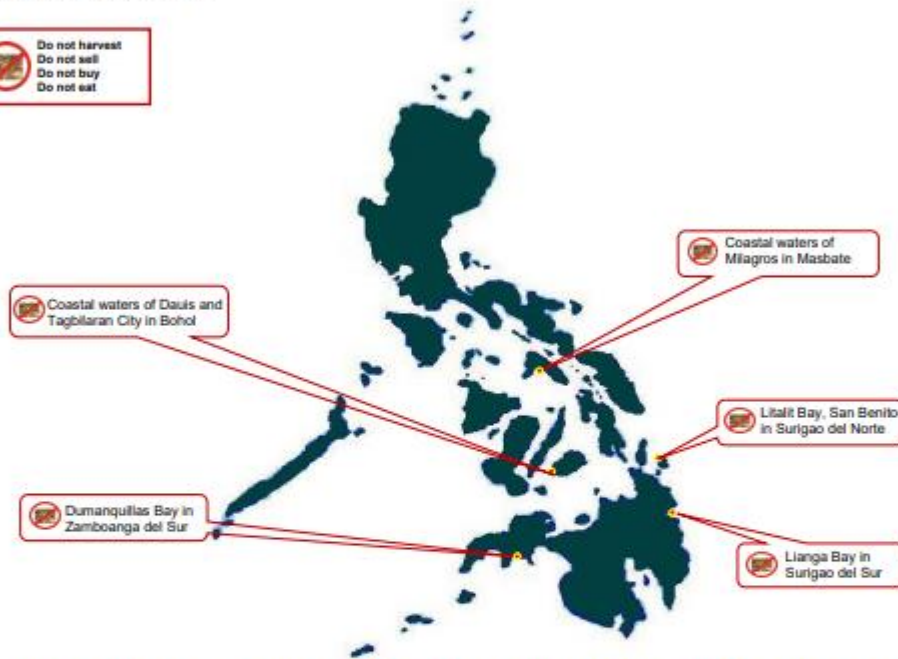 Do not harvest
Do not sell
Do not buy
Do not eat
Coastal waters of
Milagros in Masbate
Coastal waters of Dauis and
Tagbilaran City in Bohol
Litalit Bay, San Benito
in Surigao del Norte
Dumanquillas Bay in
Zamboanga del Sur
Lianga Bay in
Surigao del Sur